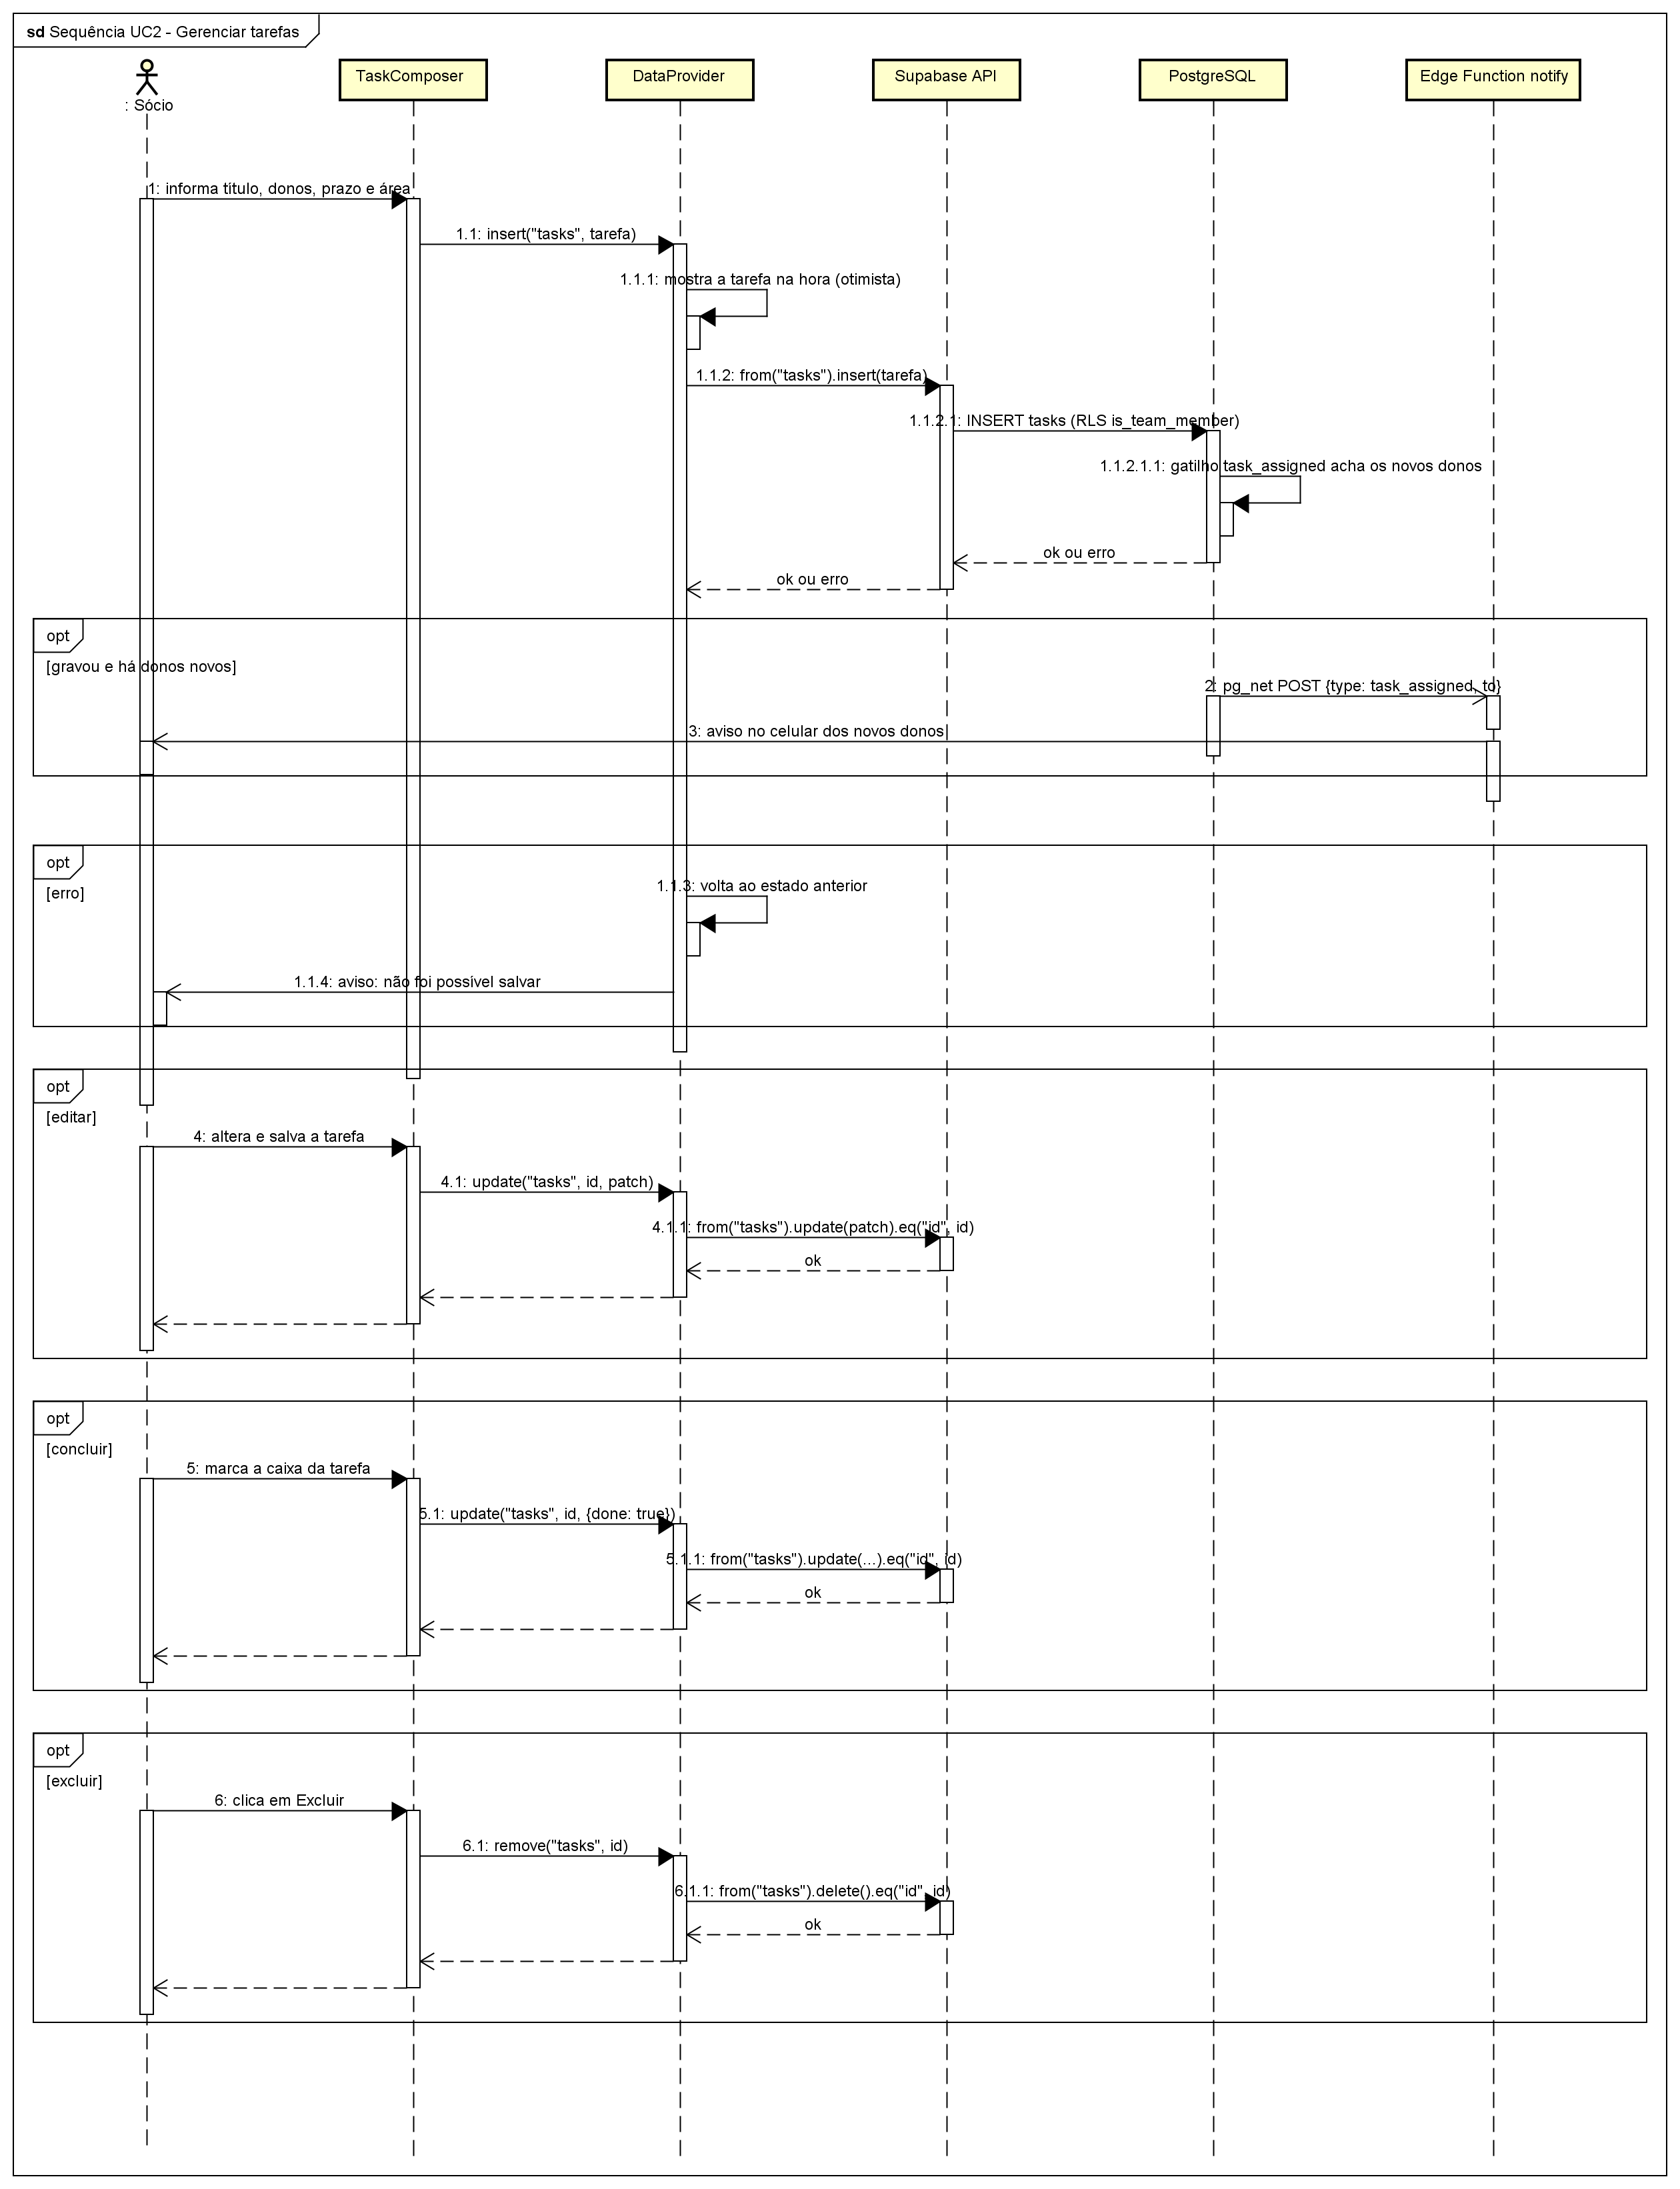 sd Sequência UC2 - Gerenciar tarefas
: Sócio
TaskComposer
DataProvider
Supabase API
PostgreSQL
Edge Function notify
1: informa título, donos, prazo e área
1.1: insert("tasks", tarefa)
1.1.1: mostra a tarefa na hora (otimista)
1.1.2: from("tasks").insert(tarefa)
1.1.2.1: INSERT tasks (RLS is_team_member)
1.1.2.1.1: gatilho task_assigned acha os novos donos
ok ou erro
ok ou erro
opt
[gravou e há donos novos]
2: pg_net POST {type: task_assigned, to}
3: aviso no celular dos novos donos
opt
[erro]
1.1.3: volta ao estado anterior
1.1.4: aviso: não foi possível salvar
opt
[editar]
4: altera e salva a tarefa
4.1: update("tasks", id, patch)
4.1.1: from("tasks").update(patch).eq("id", id)
ok
opt
[concluir]
5: marca a caixa da tarefa
5.1: update("tasks", id, {done: true})
5.1.1: from("tasks").update(...).eq("id", id)
ok
opt
[excluir]
6: clica em Excluir
6.1: remove("tasks", id)
6.1.1: from("tasks").delete().eq("id", id)
ok